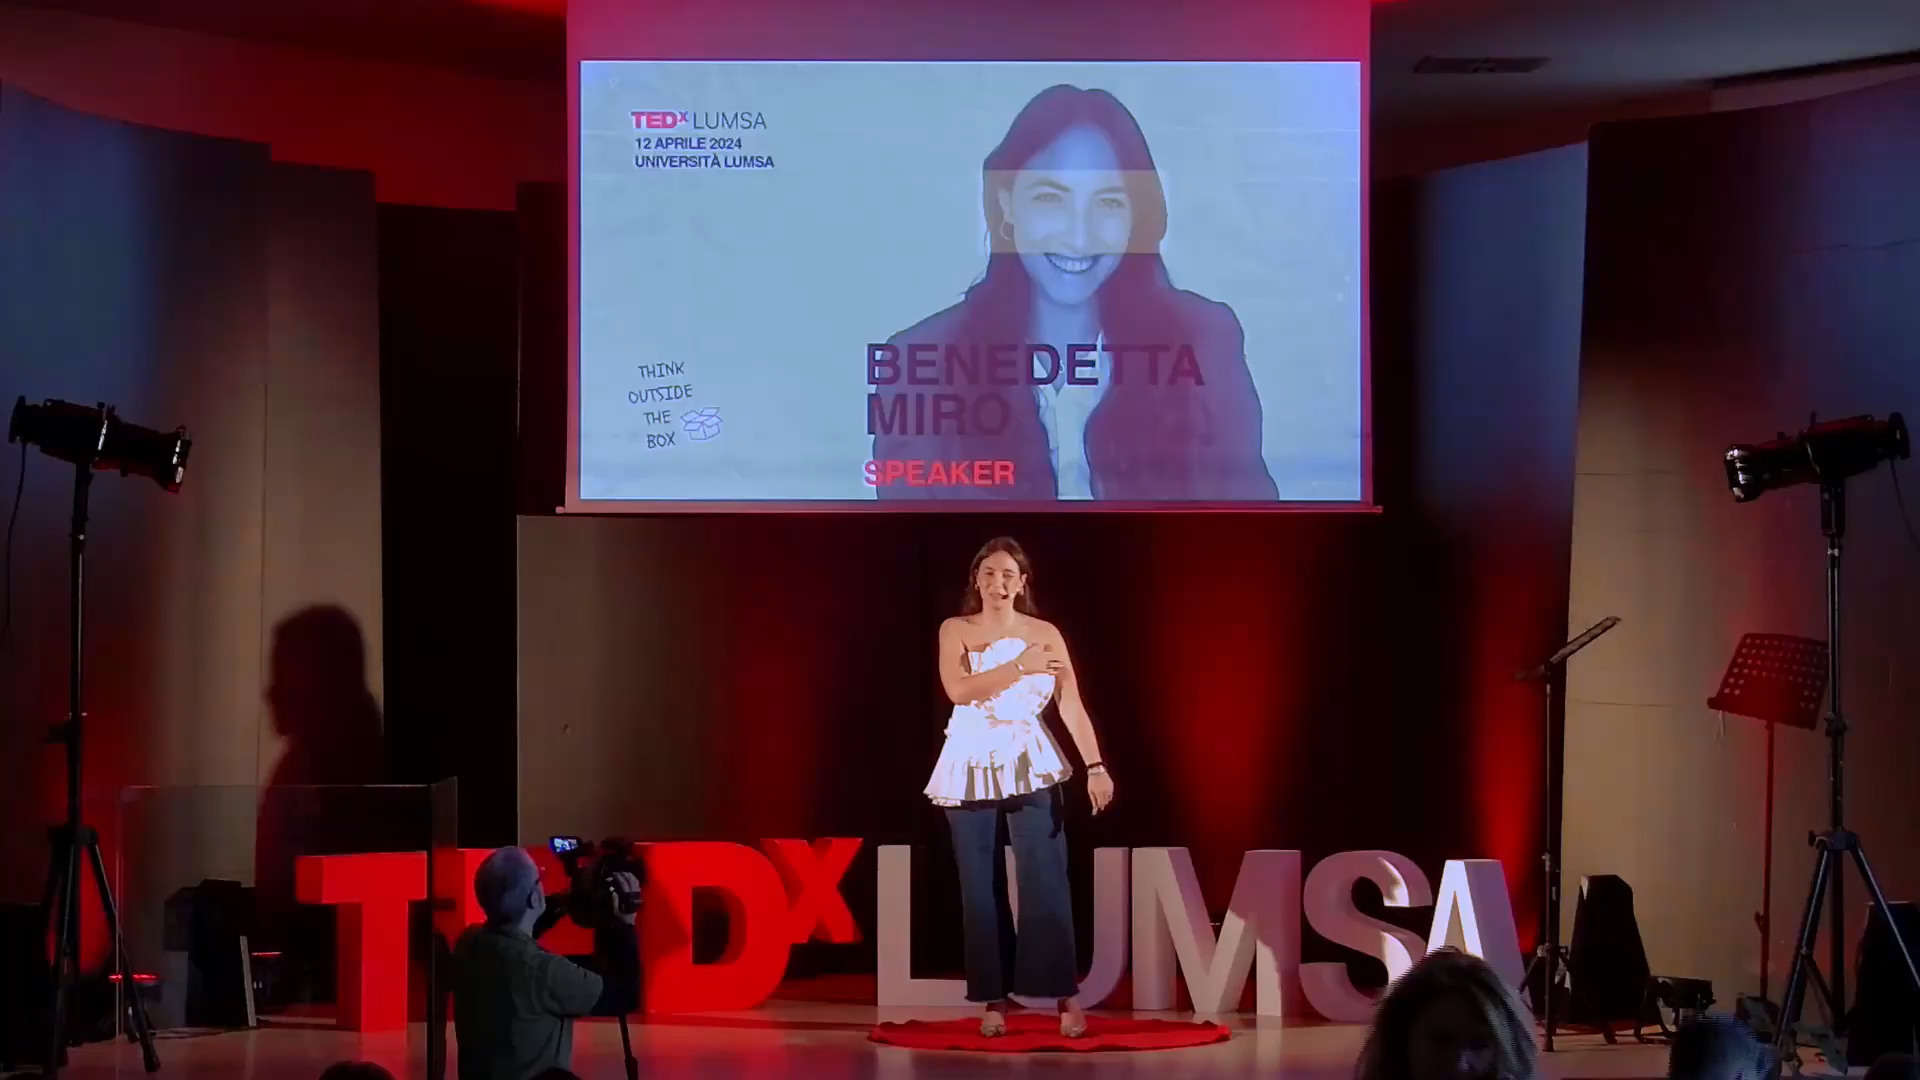 TEDx LUMSA
12 APRILE 2024
UNIVERSITÀ LUMSA
THINK
OUTSIDE
THE
BOX
BENEDETTA
MIRO
SPEAKER
TEDx LUMSA